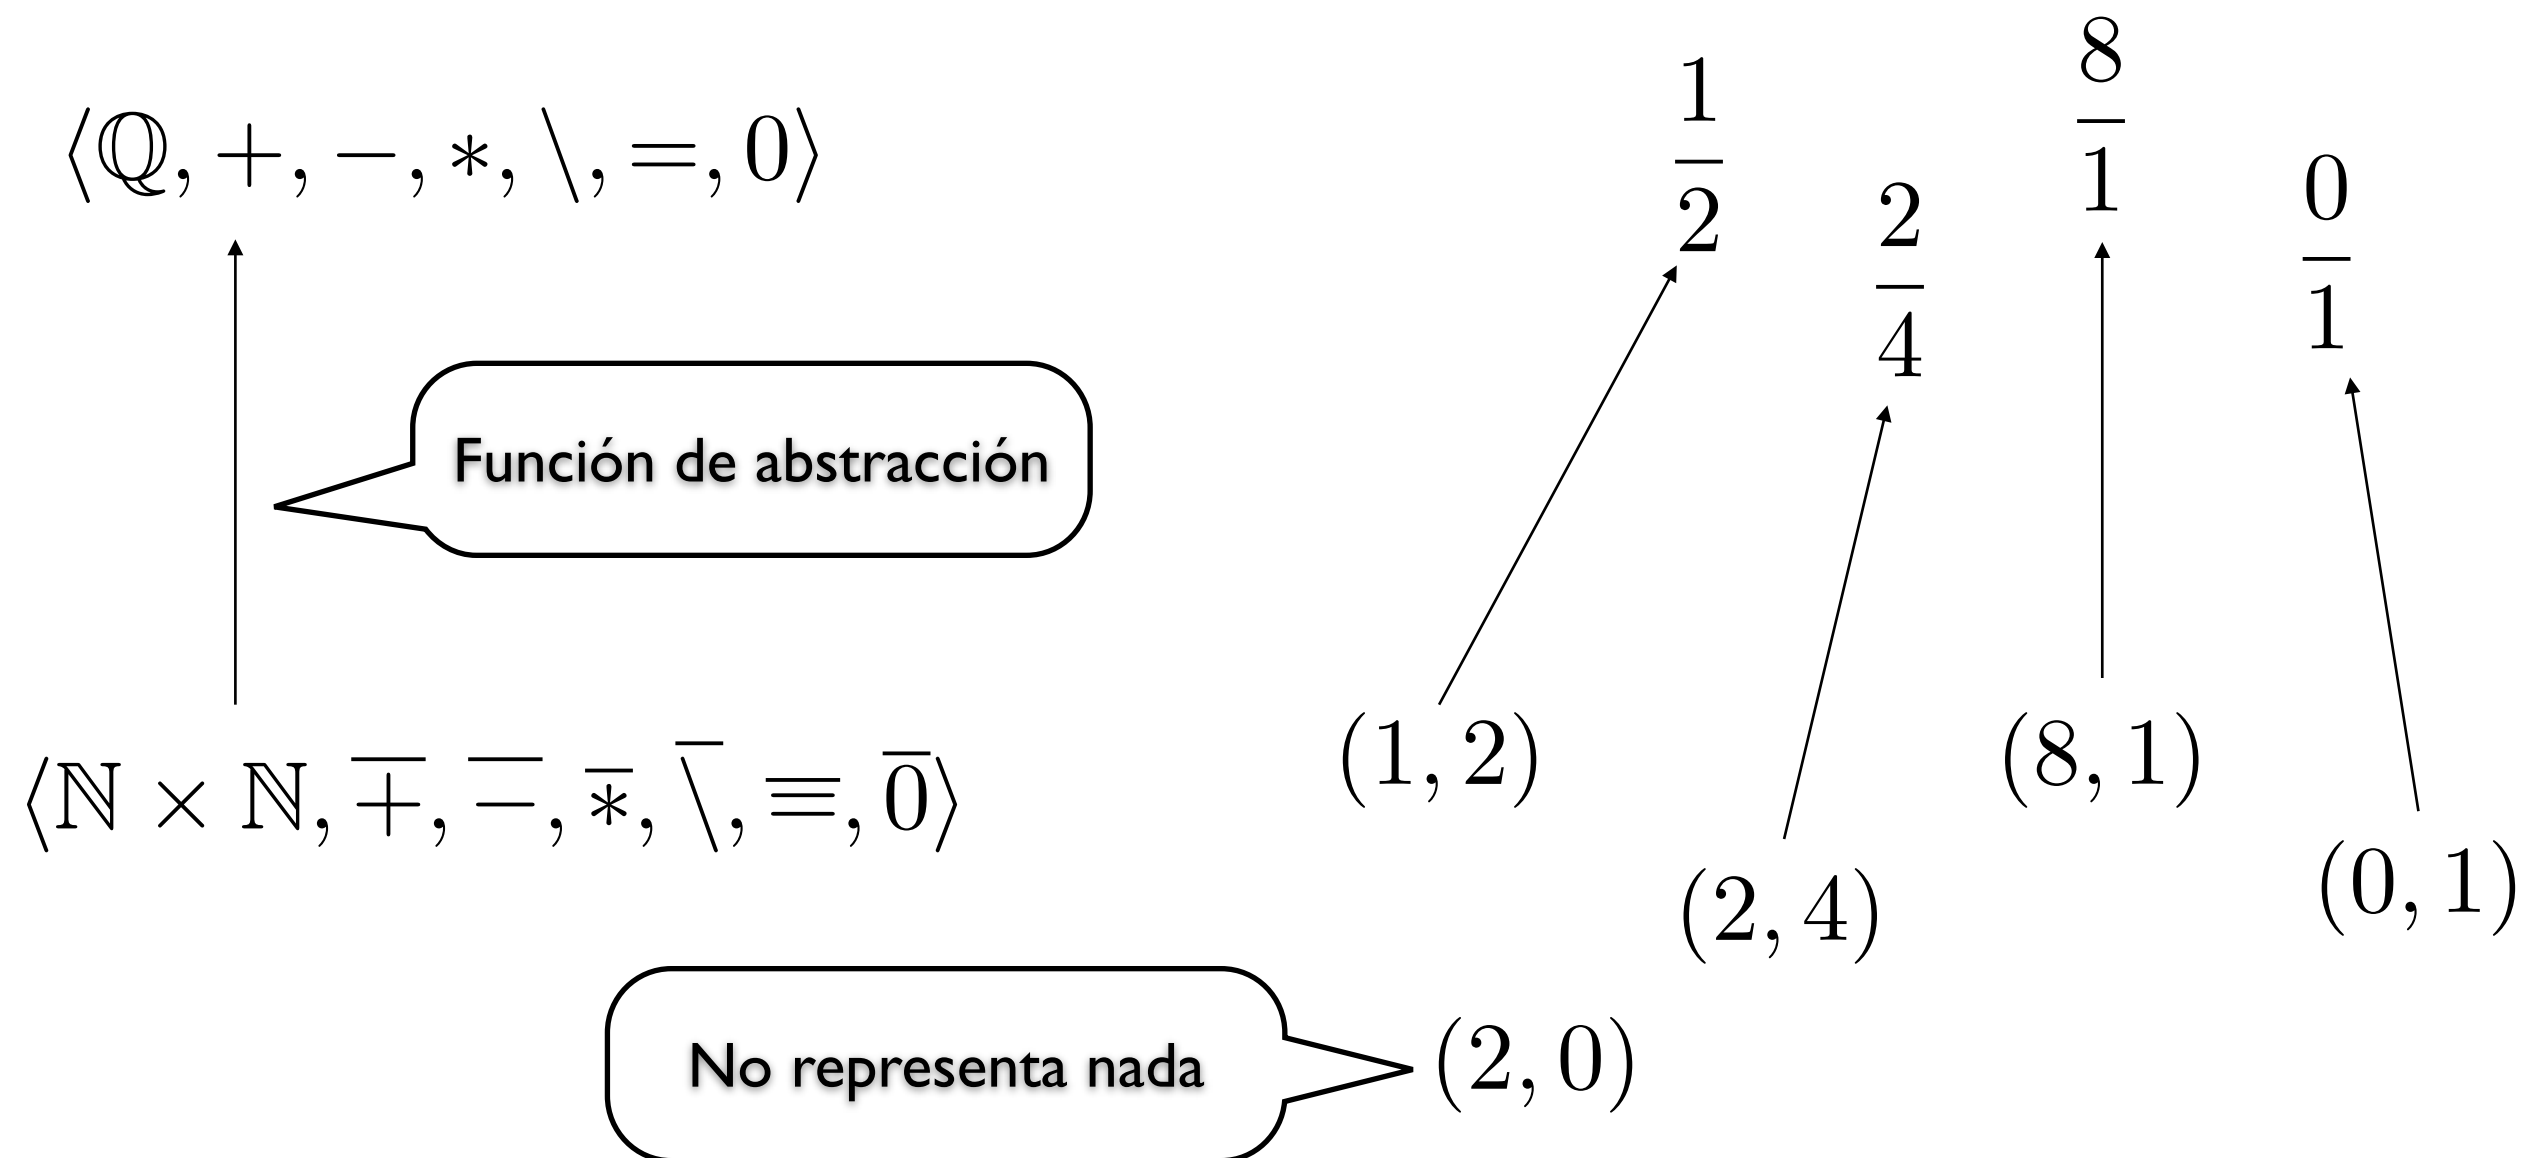 ⟨ℚ, +, −, *, \, =, 0⟩
1/2
2/4
8/1
0/1
Función de abstracción
⟨ℕ × ℕ, +̅, −̅, *̅, \̅, =̅, 0̅⟩
(1, 2)
(2, 4)
(8, 1)
(0, 1)
No representa nada
(2, 0)